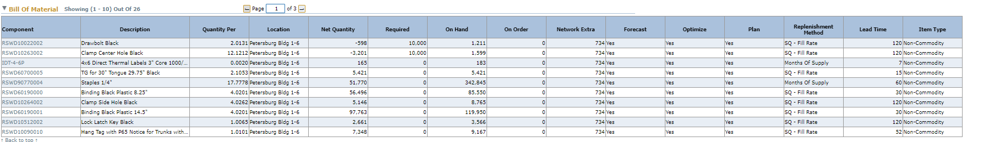 Bill Of Material Showing (1 - 10) Out Of 26 Page 1 of 3
Component Description Quantity Per Location Net Quantity Required On Hand On Order Network Extra Forecast Optimize Plan Replenishment Method Lead Time Item Type
RSWD10022002 Drawbolt Black 2.0131 Petersburg Bldg 1-6 -598 10,000 1,211 0 734 Yes Yes Yes SQ - Fill Rate 120 Non-Commodity
RSWD10263002 Clamp Center Hole Black 12.1212 Petersburg Bldg 1-6 -3,201 10,000 1,599 0 734 Yes Yes Yes SQ - Fill Rate 120 Non-Commodity
IDT-4-6P 4x6 Direct Thermal Labels 3" Core 1000/... 0.0020 Petersburg Bldg 1-6 165 0 183 0 734 Yes Yes Yes Months Of Supply 7 Non-Commodity
RSWD60700005 TG for 30" Tongue 29.75" Black 2.1053 Petersburg Bldg 1-6 5,421 0 5,421 0 734 Yes Yes Yes SQ - Fill Rate 15 Non-Commodity
RSWD90770004 Staples 1/4" 17.7778 Petersburg Bldg 1-6 51,770 0 342,845 0 734 Yes Yes Yes Months Of Supply 60 Non-Commodity
RSWD60190000 Binding Black Plastic 8.25" 4.0201 Petersburg Bldg 1-6 56,496 0 85,550 0 734 Yes Yes Yes SQ - Fill Rate 30 Non-Commodity
RSWD10264002 Clamp Side Hole Black 4.0262 Petersburg Bldg 1-6 5,146 0 8,765 0 734 Yes Yes Yes SQ - Fill Rate 120 Non-Commodity
RSWD60190001 Binding Black Plastic 14.5" 4.0201 Petersburg Bldg 1-6 97,763 0 119,950 0 734 Yes Yes Yes SQ - Fill Rate 30 Non-Commodity
RSWD10512002 Lock Latch Key Black 1.0065 Petersburg Bldg 1-6 2,661 0 3,566 0 734 Yes Yes Yes SQ - Fill Rate 120 Non-Commodity
RSWD10090010 Hang Tag with P65 Notice for Trunks with... 1.0101 Petersburg Bldg 1-6 7,348 0 9,167 0 734 Yes Yes Yes SQ - Fill Rate 52 Non-Commodity
↑ Back to top ↑